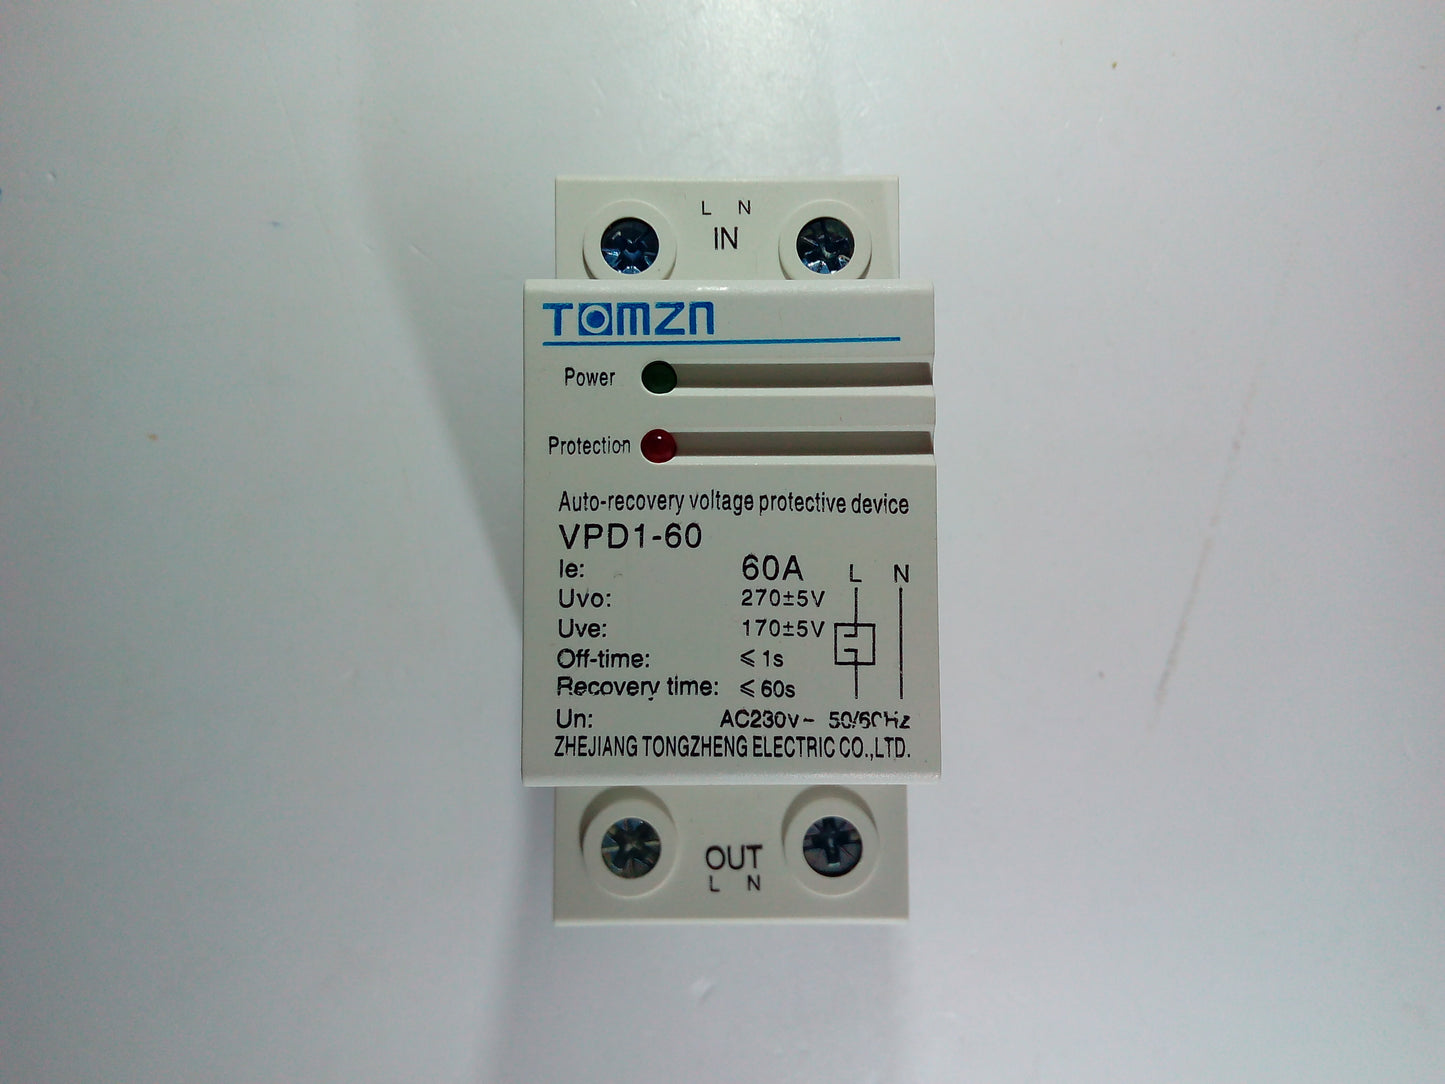 L N
IN
TOMZN
Power
Protection
Auto-recovery voltage protective device
VPD1-60
Ie: 60A L N
Uvo: 270±5V
Uve: 170±5V
Off-time: ⩽ 1s
Recovery time: ⩽ 60s
Un: AC230v~ 50/60Hz
ZHEJIANG TONGZHENG ELECTRIC CO.,LTD.
OUT
L N